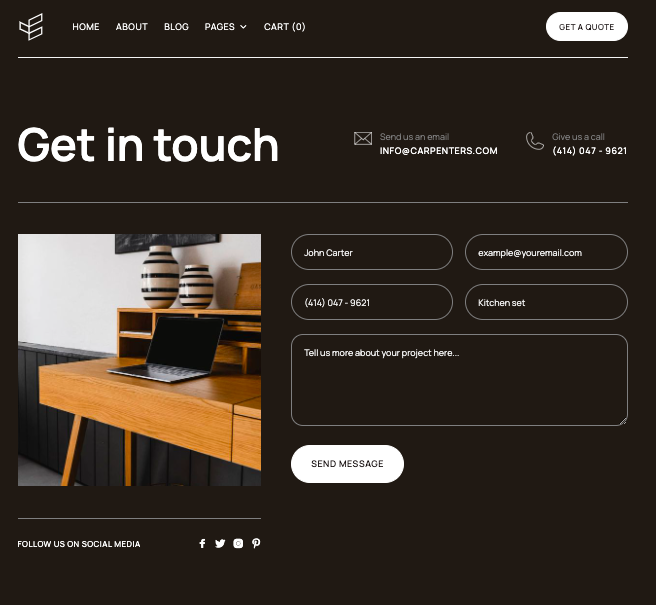 HOME ABOUT BLOG PAGES CART (0) GET A QUOTE
Get in touch
Send us an email
INFO@CARPENTERS.COM
Give us a call
(414) 047 - 9621
John Carter
example@youremail.com
(414) 047 - 9621
Kitchen set
Tell us more about your project here...
SEND MESSAGE
FOLLOW US ON SOCIAL MEDIA